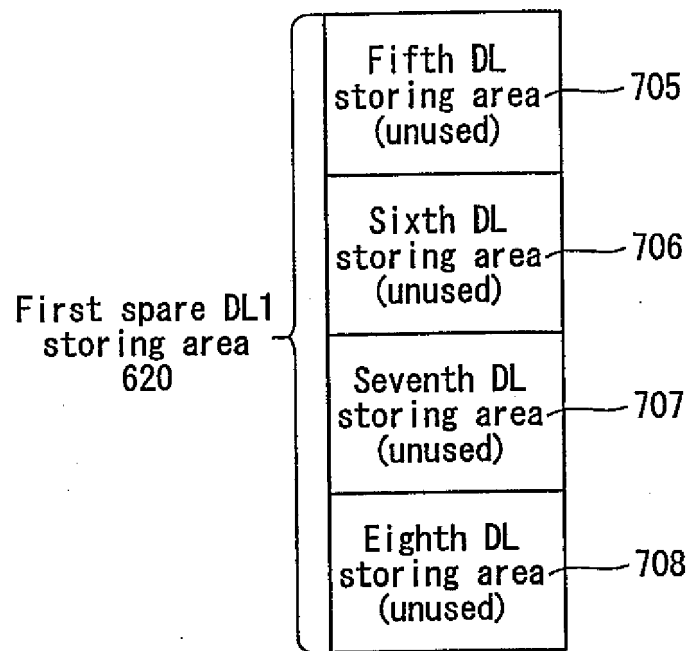 Fifth DL
storing area
(unused)
705
Sixth DL
storing area
(unused)
706
First spare DL1
storing area
620
Seventh DL
storing area
(unused)
707
Eighth DL
storing area
(unused)
708